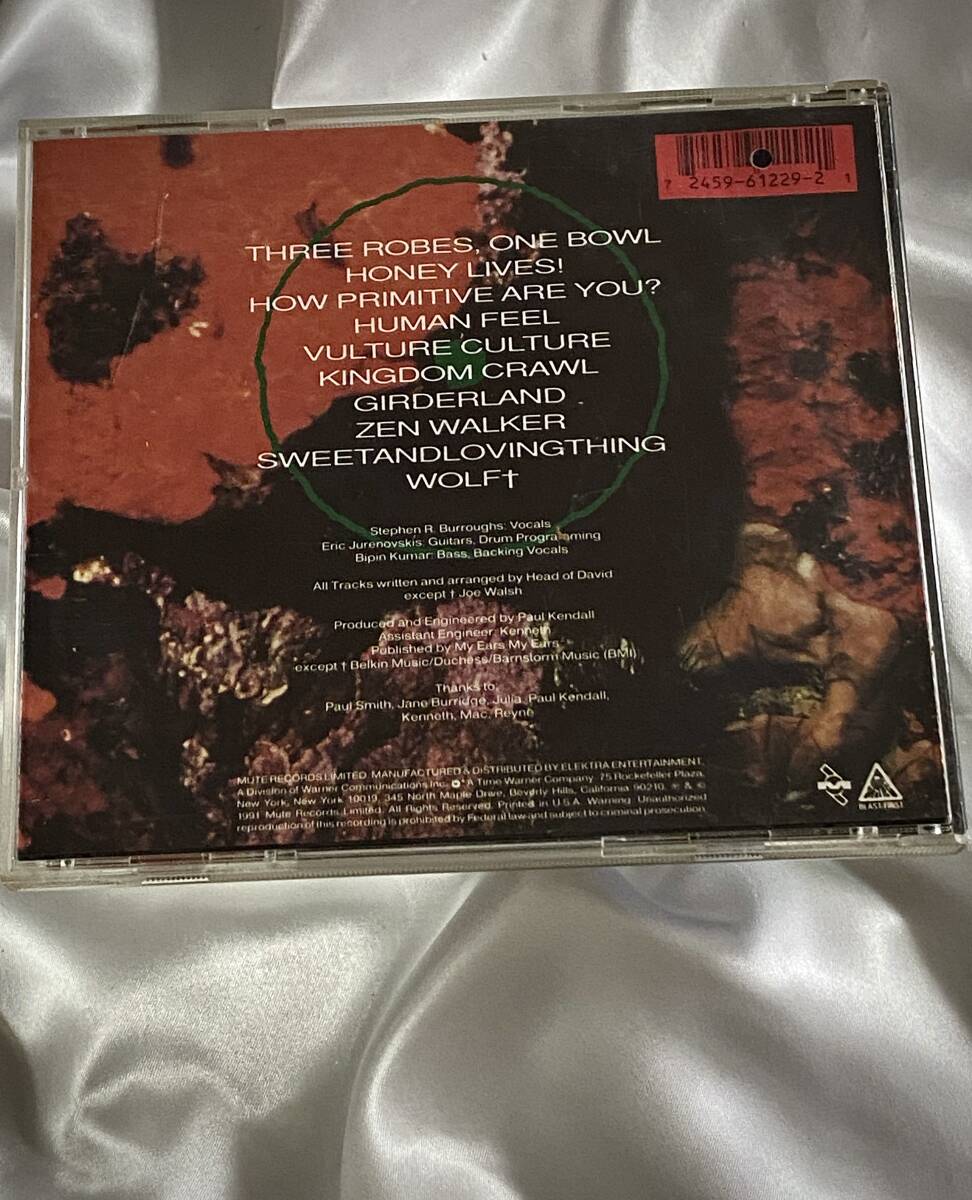 7 2459-61229-2 1
THREE ROBES, ONE BOWL
HONEY LIVES!
HOW PRIMITIVE ARE YOU?
HUMAN FEEL
VULTURE CULTURE
KINGDOM CRAWL
GIRDERLAND
ZEN WALKER
SWEETANDLOVINGTHING
WOLF†
Stephen R. Burroughs: Vocals
Eric Jurenovskis: Guitars, Drum Programming
Bipin Kumar: Bass, Backing Vocals
All Tracks written and arranged by Head of David
except † Joe Walsh
Produced and Engineered by Paul Kendall
Assistant Engineer: Kenneth
Published by My Ears My Ears
except † Belkin Music/Duchess/Barnstorm Music (BMI)
Thanks to:
Paul Smith, Jane Burridge, Julia, Paul Kendall,
Kenneth, Mac, Reyne
MUTE RECORDS LIMITED. MANUFACTURED & DISTRIBUTED BY ELEKTRA ENTERTAINMENT,
A Division of Warner Communications Inc. A Time Warner Company. 75 Rockefeller Plaza,
New York, New York 10019, 345 North Maple Drive, Beverly Hills, California 90210. ℗ & ©
1991 Mute Records Limited. All Rights Reserved. Printed in U.S.A. Warning: Unauthorized
reproduction of this recording is prohibited by Federal law and subject to criminal prosecution.
BLAST FIRST